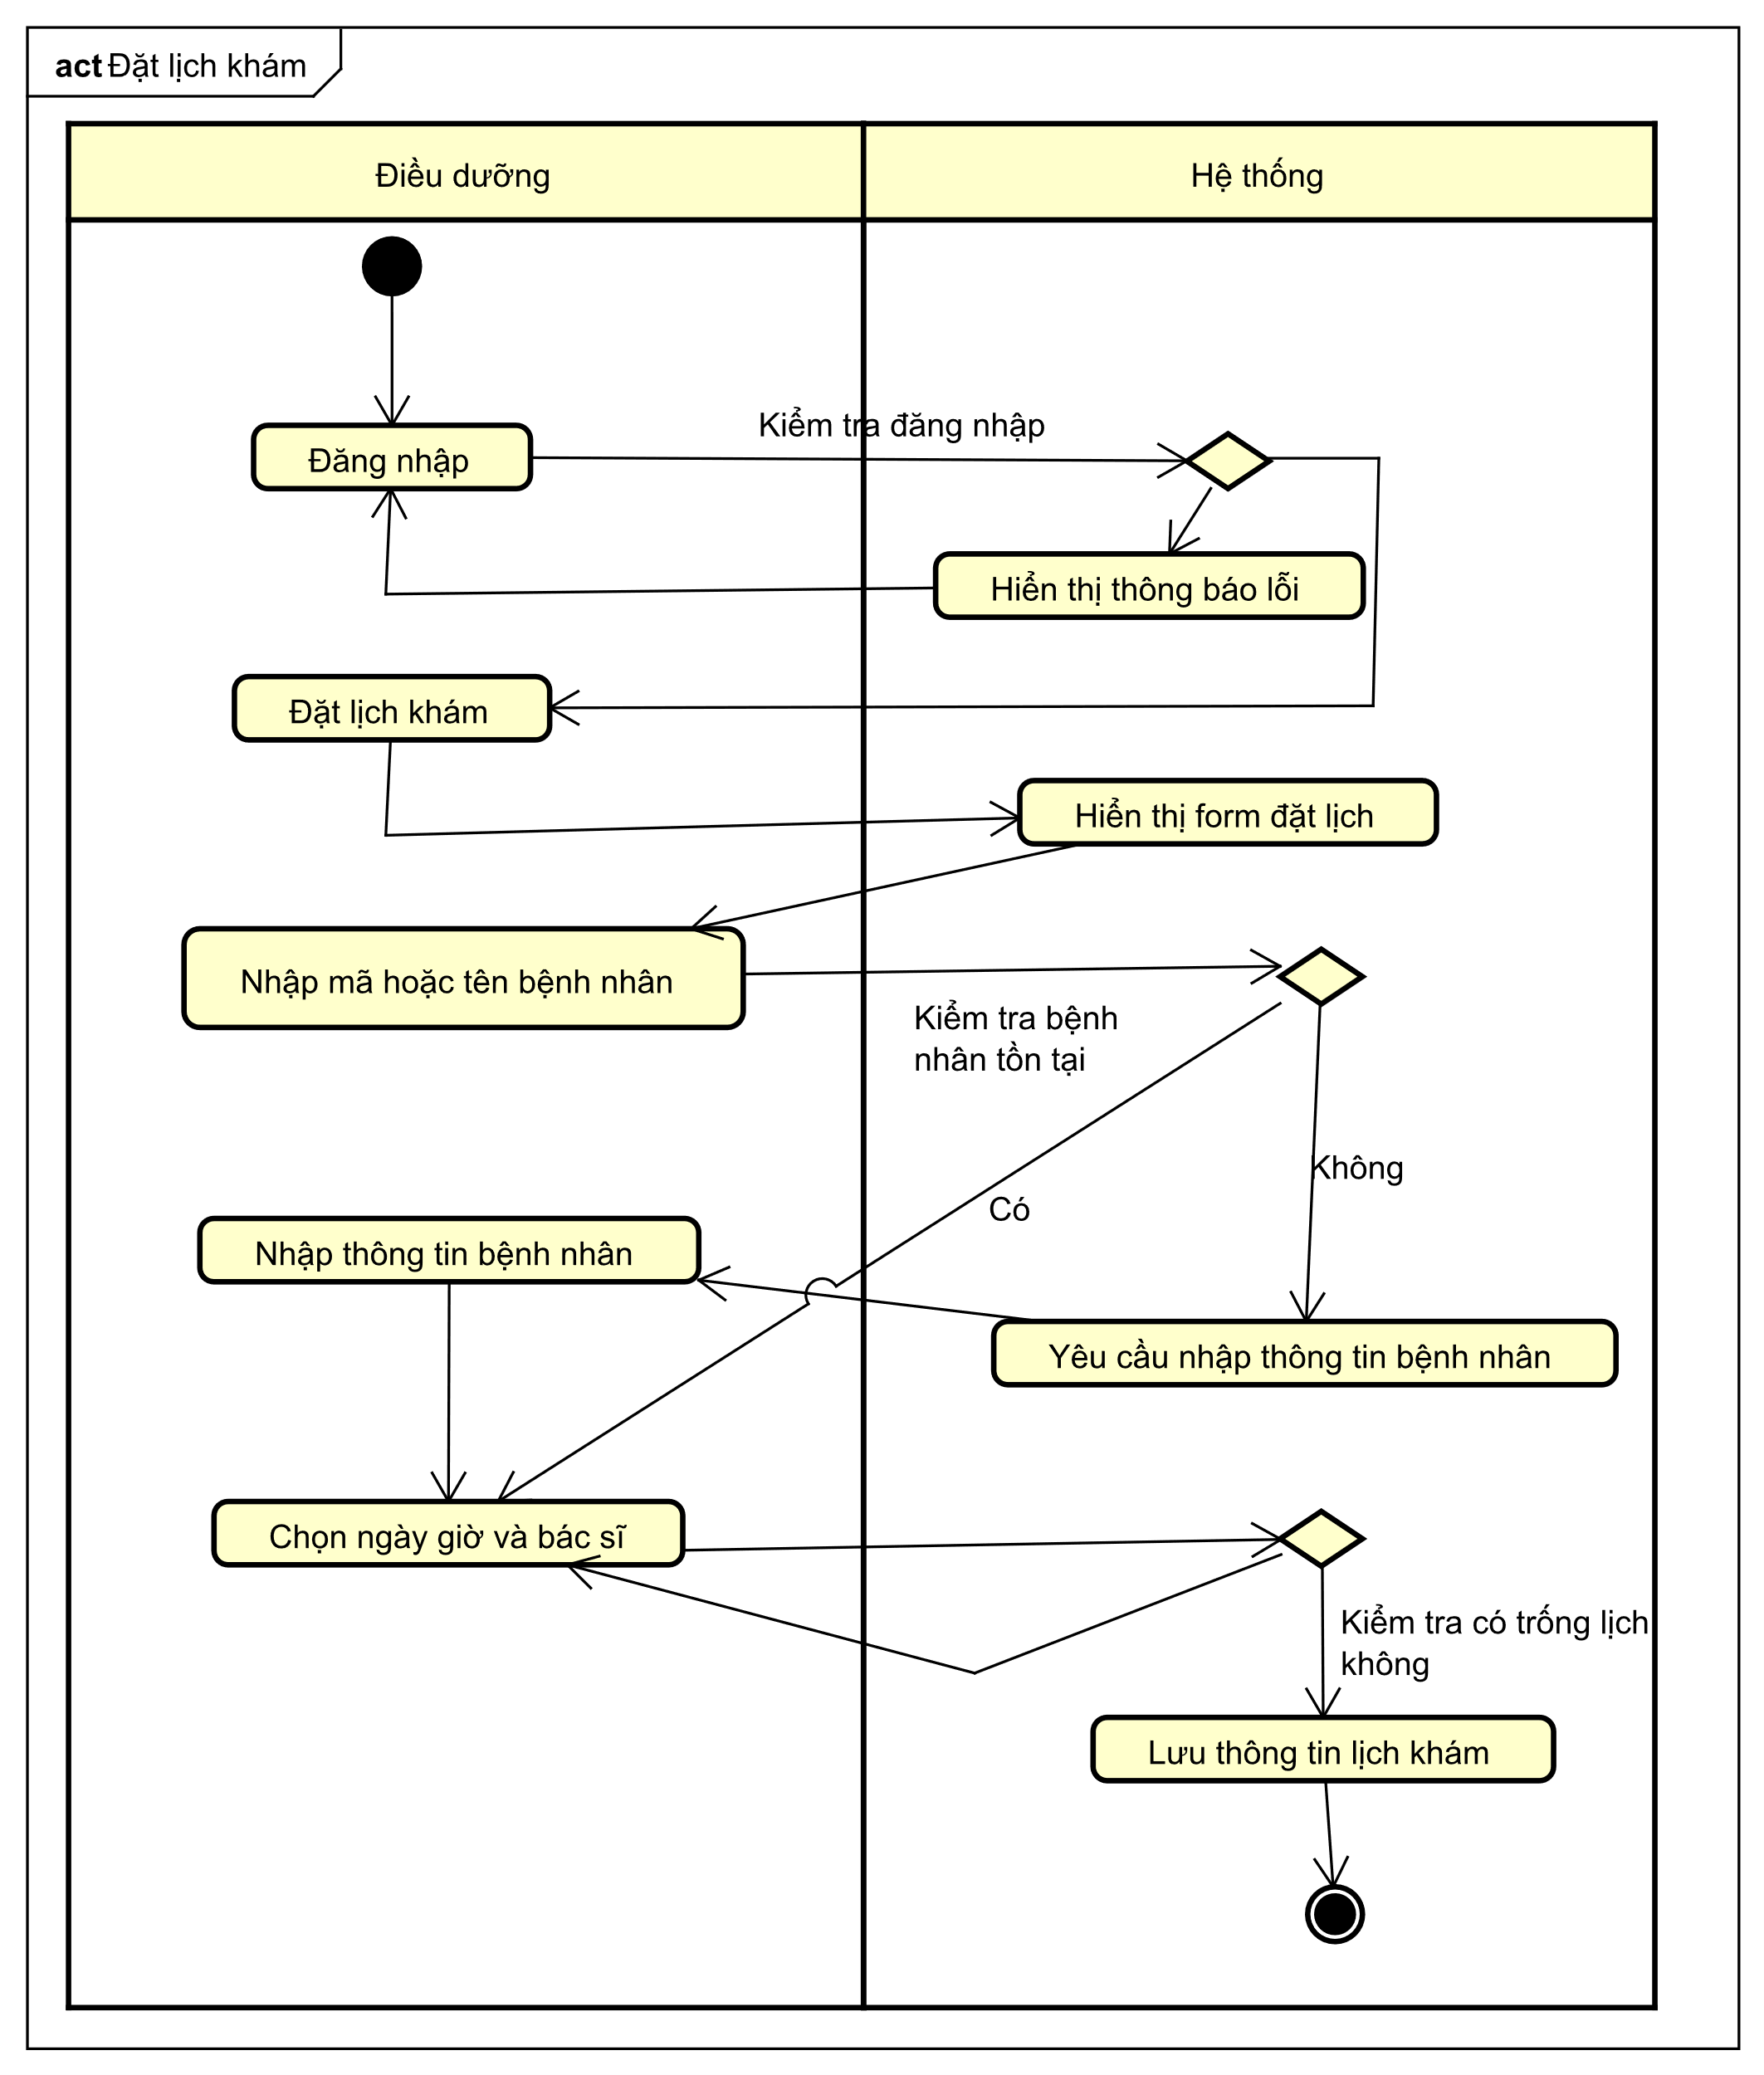 act Đặt lịch khám
Điều dưỡng
Hệ thống
Kiểm tra đăng nhập
Đăng nhập
Hiển thị thông báo lỗi
Đặt lịch khám
Hiển thị form đặt lịch
Nhập mã hoặc tên bệnh nhân
Kiểm tra bệnh
nhân tồn tại
Không
Có
Nhập thông tin bệnh nhân
Yêu cầu nhập thông tin bệnh nhân
Chọn ngày giờ và bác sĩ
Kiểm tra có trống lịch
không
Lưu thông tin lịch khám